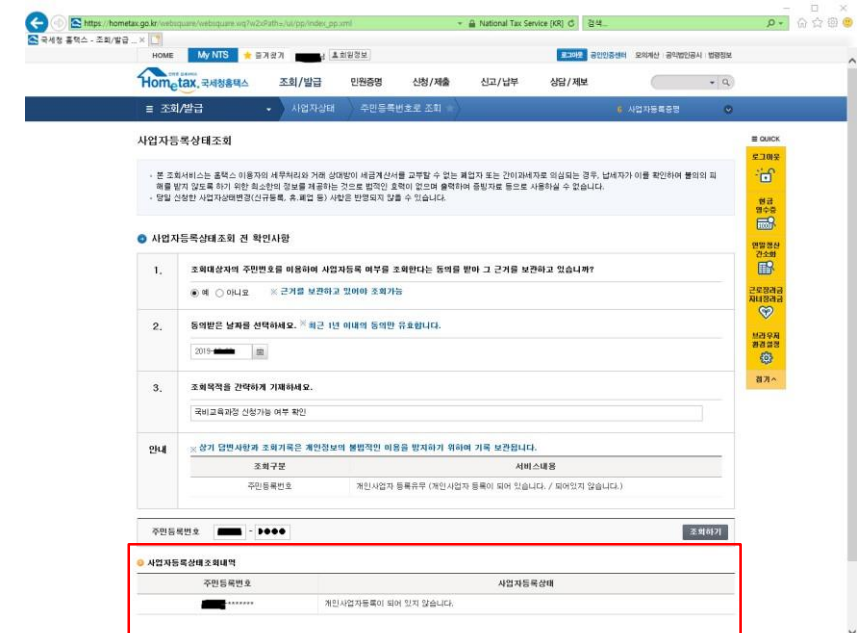 https://hometax.go.kr/websquare/websquare.wq?w2xPath=/ui/pp/index_pp.xml
National Tax Service [KR]
검색...
국세청 홈택스 - 조회/발급 ...
HOME
My NTS
즐겨찾기
회원정보
로그아웃
공인인증센터
모의계산
공익법인공시
법령정보
Hometax. 국세청홈택스
조회/발급
민원증명
신청/제출
신고/납부
상담/제보
조회/발급
사업자상태
주민등록번호로 조회
6 사업자등록증명
사업자등록상태조회
· 본 조회서비스는 홈택스 이용자의 세무처리와 거래 상대방이 세금계산서를 교부할 수 없는 폐업자 또는 간이과세자로 의심되는 경우, 납세자가 이를 확인하여 불의의 피
해를 받지 않도록 하기 위한 최소한의 정보를 제공하는 것으로 법적인 효력이 없으며 출력하여 증빙자료 등으로 사용하실 수 없습니다.
· 당일 신청한 사업자상태변경(신규등록, 휴.폐업 등) 사항은 반영되지 않을 수 있습니다.
사업자등록상태조회 전 확인사항
1. 조회대상자의 주민번호를 이용하여 사업자등록 여부를 조회한다는 동의를 받아 그 근거를 보관하고 있습니까?
예 아니요 ※ 근거를 보관하고 있어야 조회가능
2. 동의받은 날짜를 선택하세요. ※ 최근 1년 이내의 동의만 유효합니다.
2019
3. 조회목적을 간략하게 기재하세요.
국비교육과정 신청가능 여부 확인
안내 ※ 상기 답변사항과 조회기록은 개인정보의 불법적인 이용을 방지하기 위하여 기록 보관됩니다.
조회구분 서비스내용
주민등록번호 개인사업자 등록유무 (개인사업자 등록이 되어 있습니다. / 되어있지 않습니다.)
주민등록번호 - ●●●● 조회하기
사업자등록상태조회내역
주민등록번호 사업자등록상태
******* 개인사업자등록이 되어 있지 않습니다.
QUICK
로그아웃
현금
영수증
연말정산
간소화
근로장려금
자녀장려금
브라우저
환경설정
접기